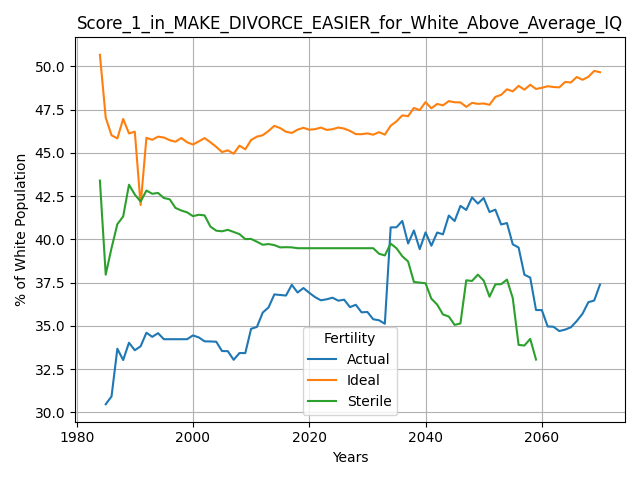 Score_1_in_MAKE_DIVORCE_EASIER_for_White_Above_Average_IQ
% of White Population
50.0
47.5
45.0
42.5
40.0
37.5
35.0
32.5
30.0
Fertility
Actual
Ideal
Sterile
1980
2000
2020
2040
2060
Years